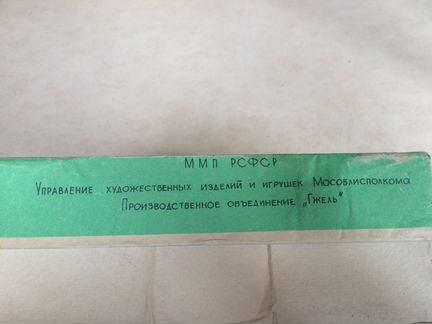 ММП РСФСР
Управление художественных изделий и игрушек Мособлисполкома
Производственное объединение „Гжель"